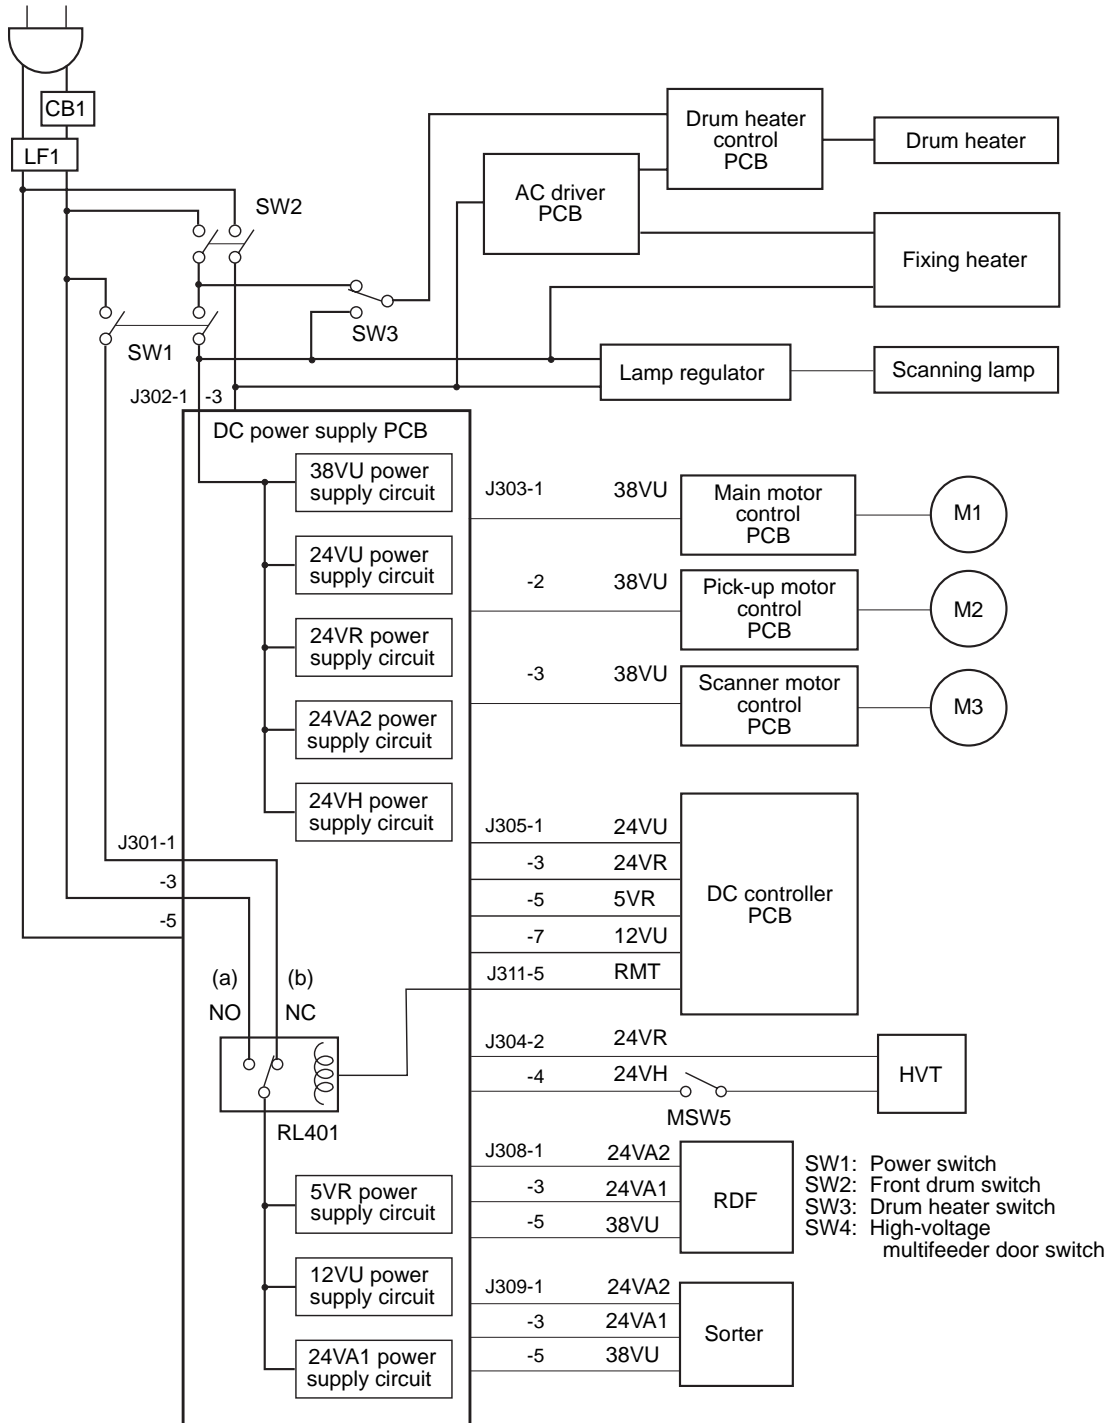 CB1
LF1
SW2
SW1
SW3
Drum heater
control
PCB
Drum heater
AC driver
PCB
Fixing heater
Lamp regulator
Scanning lamp
J302-1
-3
DC power supply PCB
38VU power
supply circuit
24VU power
supply circuit
24VR power
supply circuit
24VA2 power
supply circuit
24VH power
supply circuit
J303-1
38VU
Main motor
control
PCB
M1
-2
38VU
Pick-up motor
control
PCB
M2
-3
38VU
Scanner motor
control
PCB
M3
J301-1
-3
-5
J305-1
24VU
-3
24VR
-5
5VR
-7
12VU
J311-5
RMT
DC controller
PCB
(a)
(b)
NO
NC
RL401
J304-2
24VR
-4
24VH
MSW5
HVT
5VR power
supply circuit
12VU power
supply circuit
24VA1 power
supply circuit
J308-1
24VA2
-3
24VA1
-5
38VU
RDF
J309-1
24VA2
-3
24VA1
-5
38VU
Sorter
SW1: Power switch
SW2: Front drum switch
SW3: Drum heater switch
SW4: High-voltage
multifeeder door switch